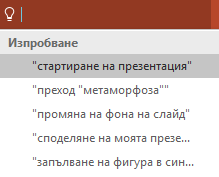 Изпробване
"стартиране на презентация"
"преход "метаморфоза""
"промяна на фона на слайд"
"споделяне на моята презе...
"запълване на фигура в син...